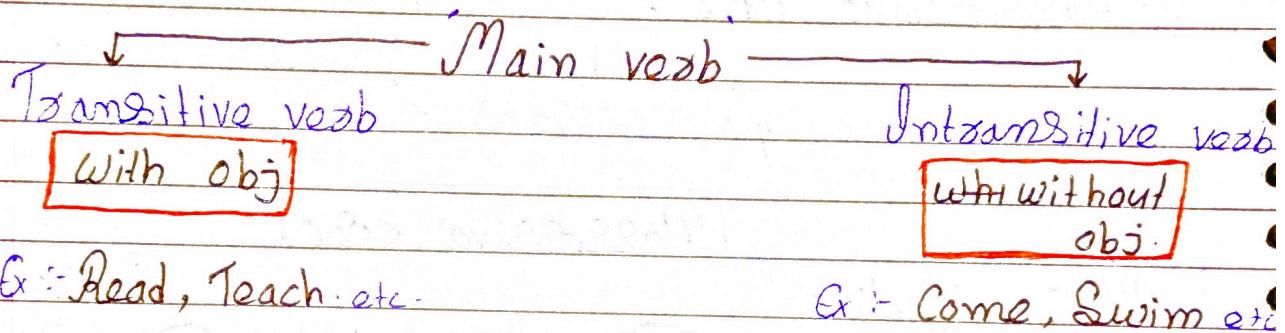 Main verb
Transitive verb
Intransitive verb
With obj
without
obj.
Ex :- Read, Teach. etc.
Ex :- Come, Swim etc